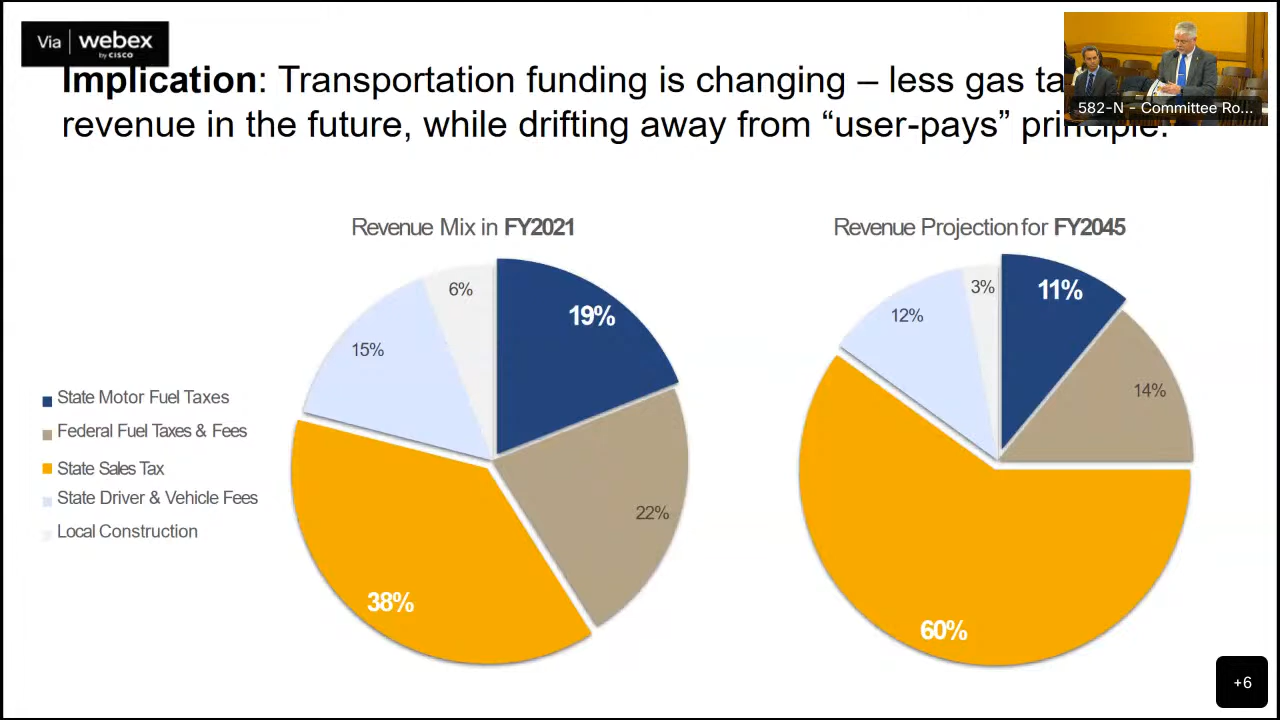 Via webex
by CISCO
Implication: Transportation funding is changing – less gas ta
revenue in the future, while drifting away from “user-pays” principle.
582-N - Committee Ro...
Revenue Mix in FY2021
Revenue Projection for FY2045
6%
19%
15%
22%
38%
3%
11%
12%
14%
60%
State Motor Fuel Taxes
Federal Fuel Taxes & Fees
State Sales Tax
State Driver & Vehicle Fees
Local Construction
+6